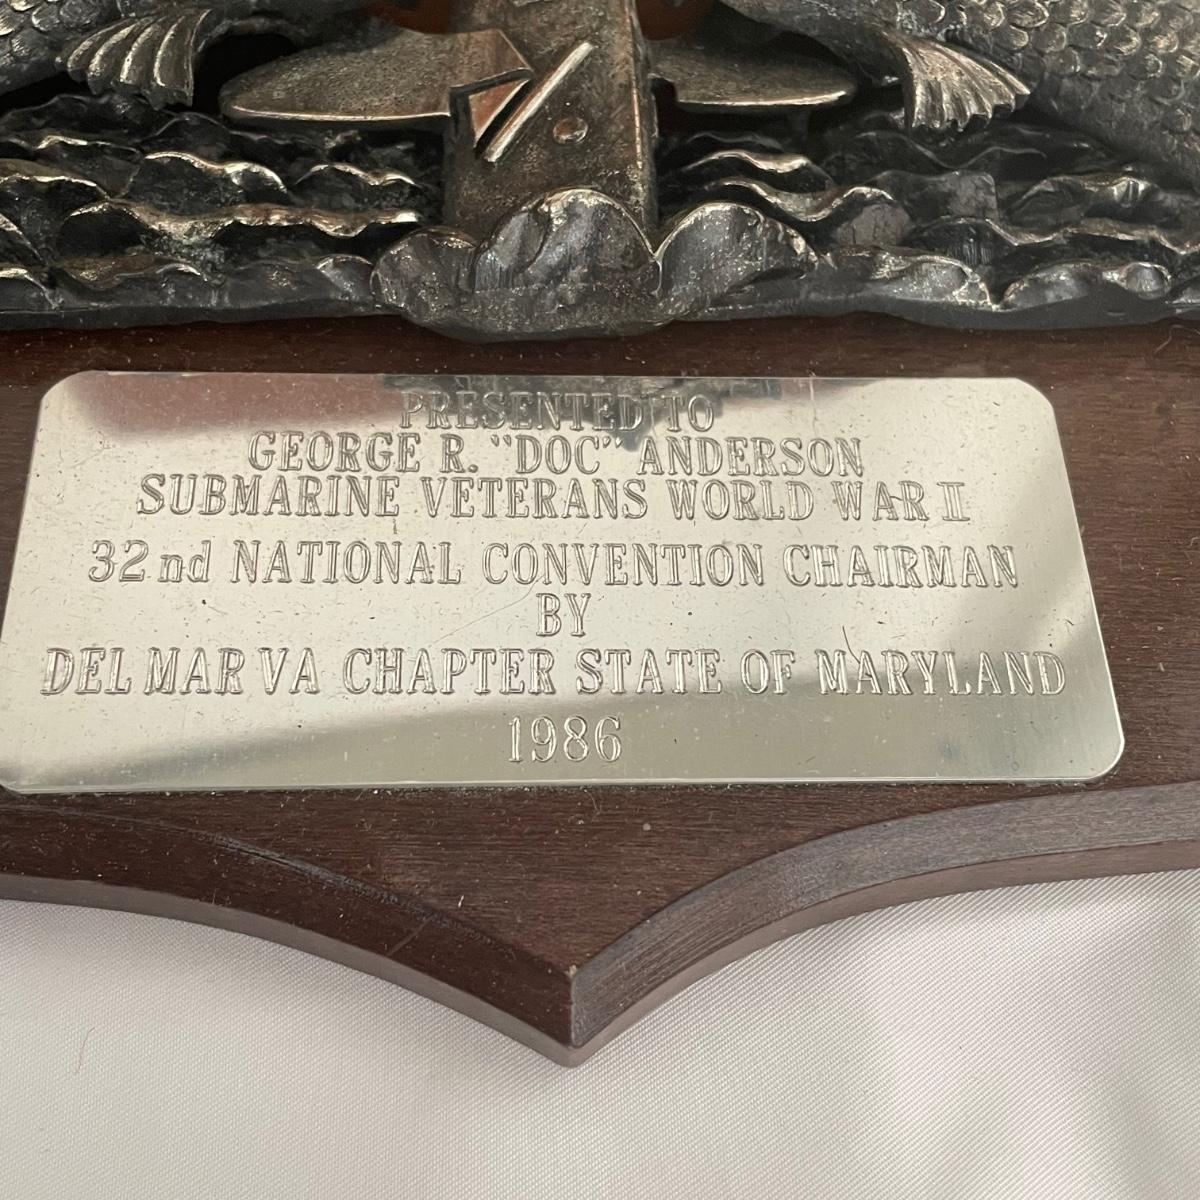 PRESENTED TO
GEORGE R. "DOC" ANDERSON
SUBMARINE VETERANS WORLD WAR II
32nd NATIONAL CONVENTION CHAIRMAN
BY
DEL MAR VA CHAPTER STATE OF MARYLAND
1986